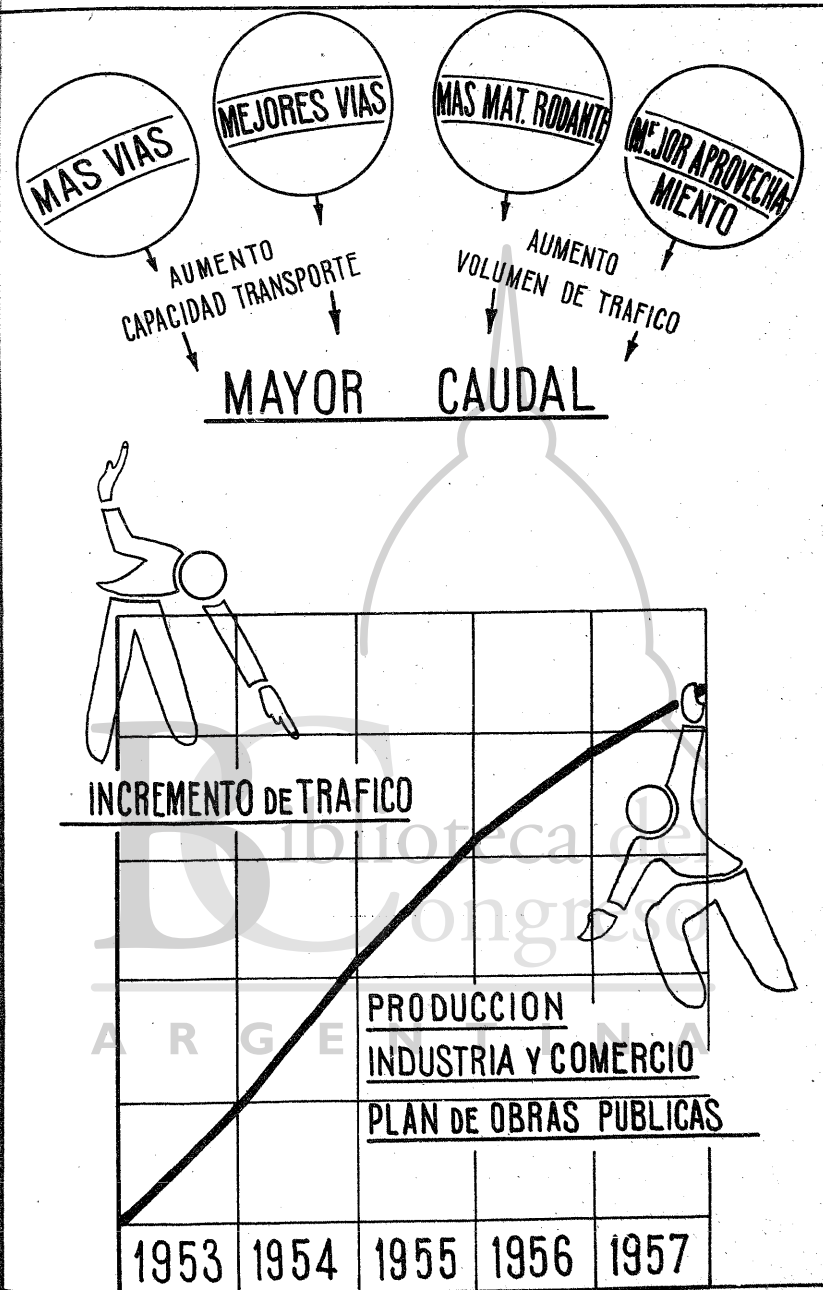 MAS VIAS
MEJORES VIAS
MAS MAT. RODANTE
MEJOR APROVECHA-
MIENTO
AUMENTO
CAPACIDAD TRANSPORTE
AUMENTO
VOLUMEN DE TRAFICO
MAYOR CAUDAL
INCREMENTO DE TRAFICO
Biblioteca del
Congreso
ARGENTINA
PRODUCCION
INDUSTRIA Y COMERCIO
PLAN DE OBRAS PUBLICAS
1953 1954 1955 1956 1957